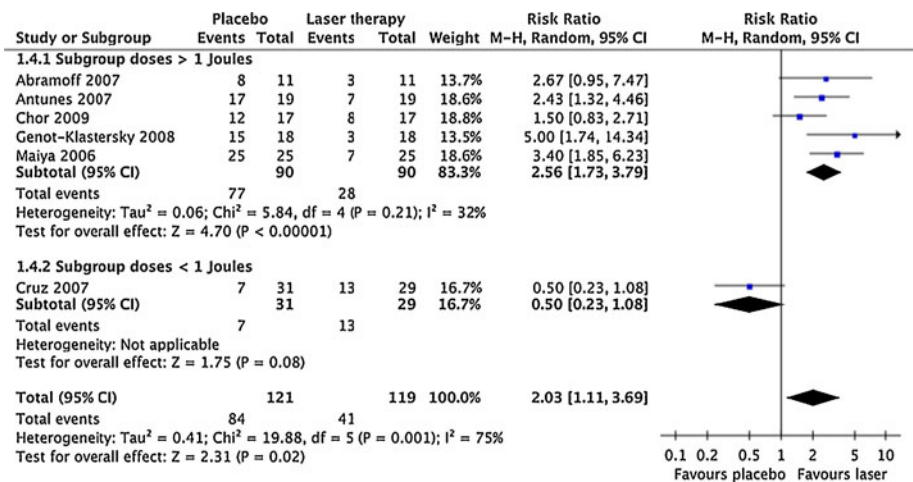 Placebo Laser therapy Risk Ratio Risk Ratio
Study or Subgroup Events Total Events Total Weight M-H, Random, 95% CI M-H, Random, 95% CI
1.4.1 Subgroup doses > 1 Joules
Abramoff 2007 8 11 3 11 13.7% 2.67 [0.95, 7.47]
Antunes 2007 17 19 7 19 18.6% 2.43 [1.32, 4.46]
Chor 2009 12 17 8 17 18.8% 1.50 [0.83, 2.71]
Genot-Klastersky 2008 15 18 3 18 13.5% 5.00 [1.74, 14.34]
Maiya 2006 25 25 7 25 18.6% 3.40 [1.85, 6.23]
Subtotal (95% CI) 90 90 83.3% 2.56 [1.73, 3.79]
Total events 77 28
Heterogeneity: Tau² = 0.06; Chi² = 5.84, df = 4 (P = 0.21); I² = 32%
Test for overall effect: Z = 4.70 (P < 0.00001)
1.4.2 Subgroup doses < 1 Joules
Cruz 2007 7 31 13 29 16.7% 0.50 [0.23, 1.08]
Subtotal (95% CI) 31 29 16.7% 0.50 [0.23, 1.08]
Total events 7 13
Heterogeneity: Not applicable
Test for overall effect: Z = 1.75 (P = 0.08)
Total (95% CI) 121 119 100.0% 2.03 [1.11, 3.69]
Total events 84 41
Heterogeneity: Tau² = 0.41; Chi² = 19.88, df = 5 (P = 0.001); I² = 75%
Test for overall effect: Z = 2.31 (P = 0.02)
0.1 0.2 0.5 1 2 5 10
Favours placebo Favours laser